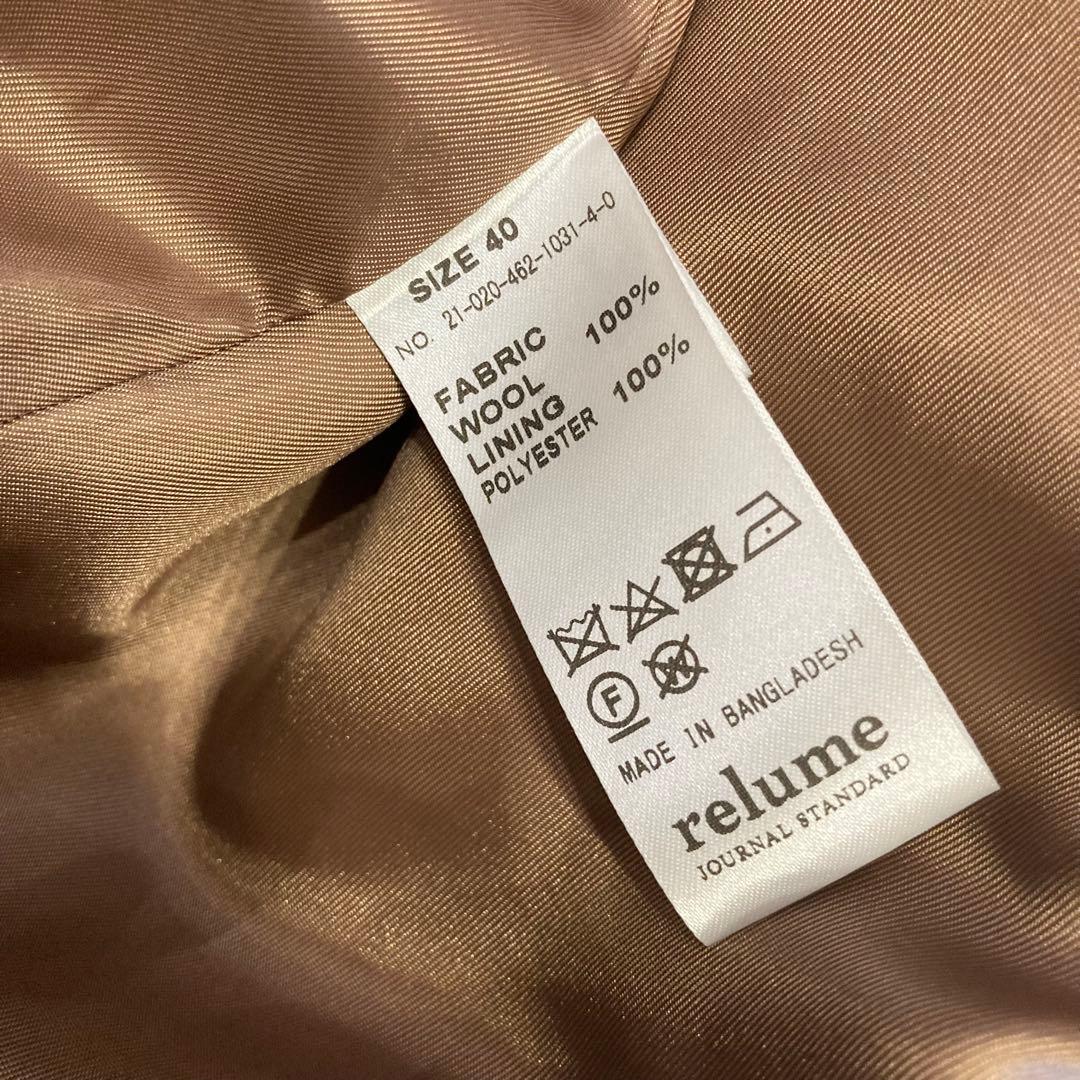 SIZE 40
NO. 21-020-462-1031-4-0
FABRIC
WOOL 100%
LINING
POLYESTER 100%
F
W
MADE IN BANGLADESH
relume
JOURNAL STANDARD